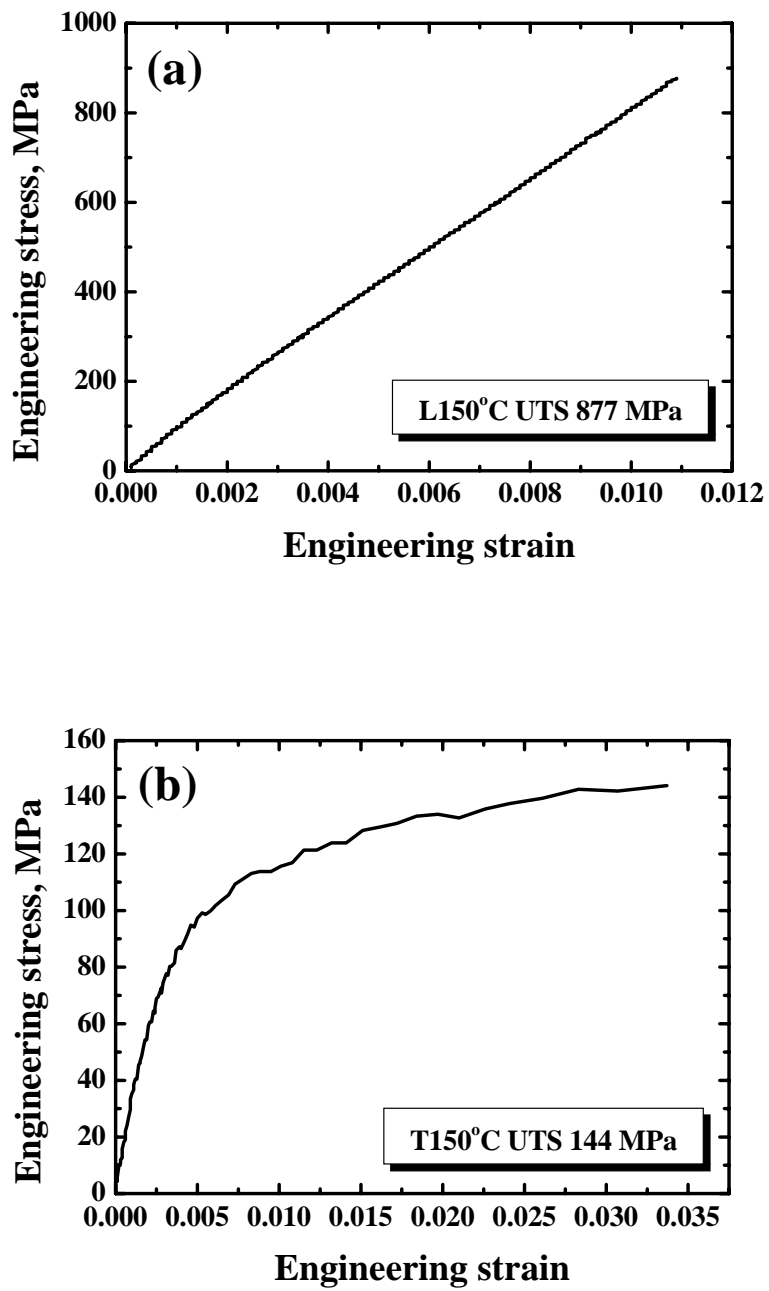 (a)
Engineering stress, MPa
1000
800
600
400
200
0
0.000 0.002 0.004 0.006 0.008 0.010 0.012
Engineering strain
L150°C UTS 877 MPa
(b)
Engineering stress, MPa
160
140
120
100
80
60
40
20
0
0.000 0.005 0.010 0.015 0.020 0.025 0.030 0.035
Engineering strain
T150°C UTS 144 MPa